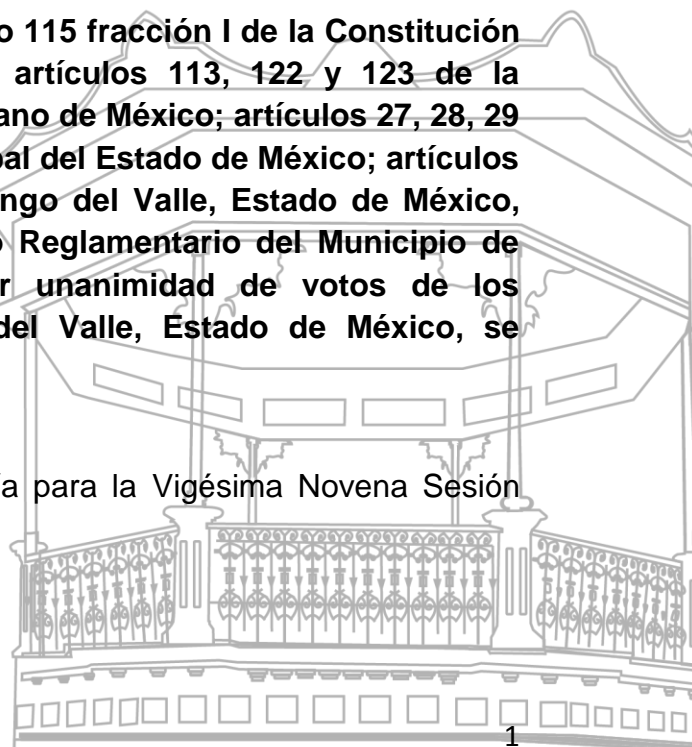 o 115 fracción I de la Constitución
artículos 113, 122 y 123 de la
ano de México; artículos 27, 28, 29
pal del Estado de México; artículos
ngo del Valle, Estado de México,
o Reglamentario del Municipio de
r unanimidad de votos de los
del Valle, Estado de México, se
ía para la Vigésima Novena Sesión
1